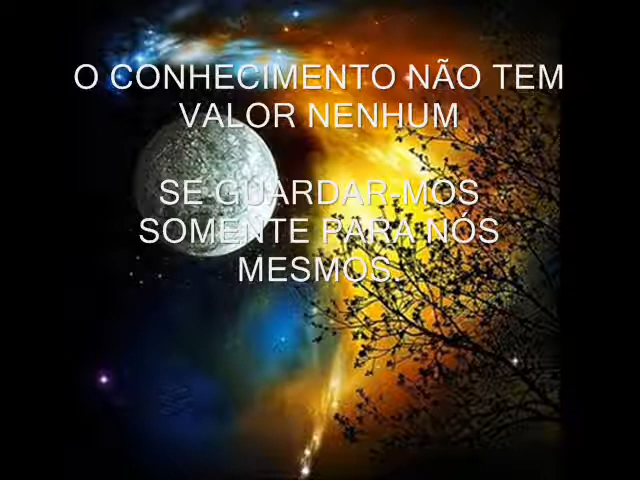 O CONHECIMENTO NÃO TEM
VALOR NENHUM
SE GUARDAR-MOS
SOMENTE PARA NÓS
MESMOS.